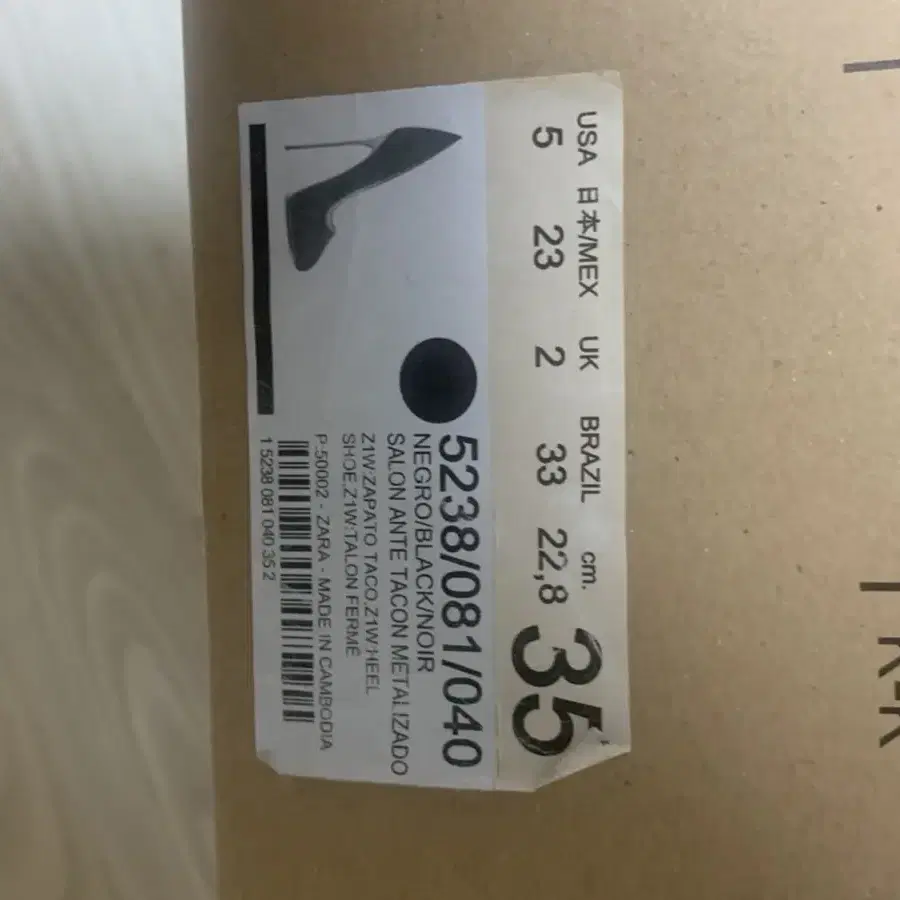 USA 日本/MEX UK BRAZIL cm.
5 23 2 33 22,8 35
5238/081/040
NEGRO/BLACK/NOIR
SALON ANTE TACON METALIZADO
Z1W:ZAPATO TACO,Z1W:HEEL
SHOE,Z1W:TALON FERMÉ
P:50002 - ZARA - MADE IN CAMBODIA
1 5238 081 040 35 2